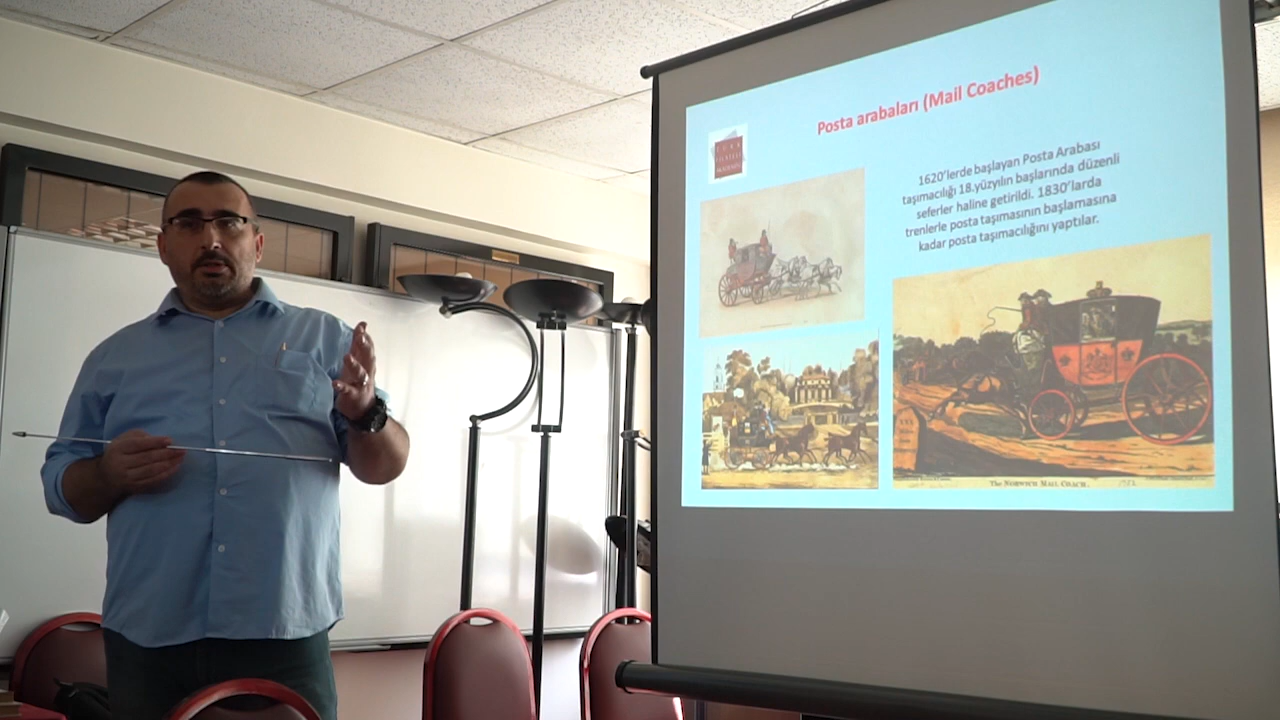 Posta arabaları (Mail Coaches)
1620'lerde başlayan Posta Arabası
taşımacılığı 18.yüzyılın başlarında düzenli
seferler haline getirildi. 1830'larda
trenlerle posta taşımasının başlamasına
kadar posta taşımacılığını yaptılar.
The NORWICH MAIL COACH.